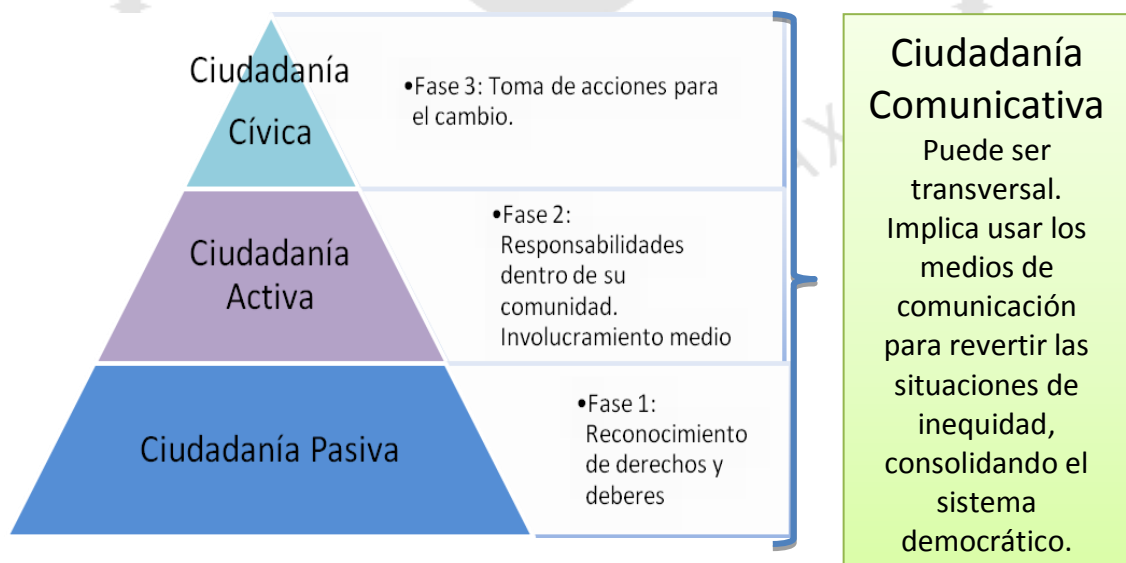 Ciudadanía
Cívica
•Fase 3: Toma de acciones para
el cambio.
Ciudadanía
Activa
•Fase 2:
Responsabilidades
dentro de su
comunidad.
Involucramiento medio
Ciudadanía Pasiva
•Fase 1:
Reconocimiento
de derechos y
deberes
Ciudadanía
Comunicativa
Puede ser
transversal.
Implica usar los
medios de
comunicación
para revertir las
situaciones de
inequidad,
consolidando el
sistema
democrático.